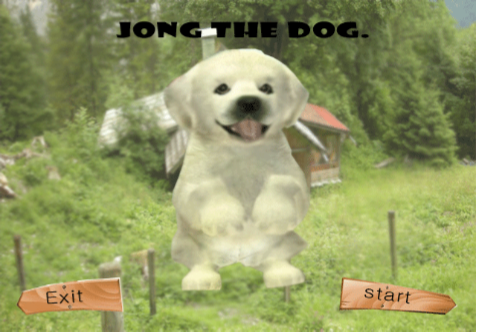 JONG THE DOG.
Exit
start